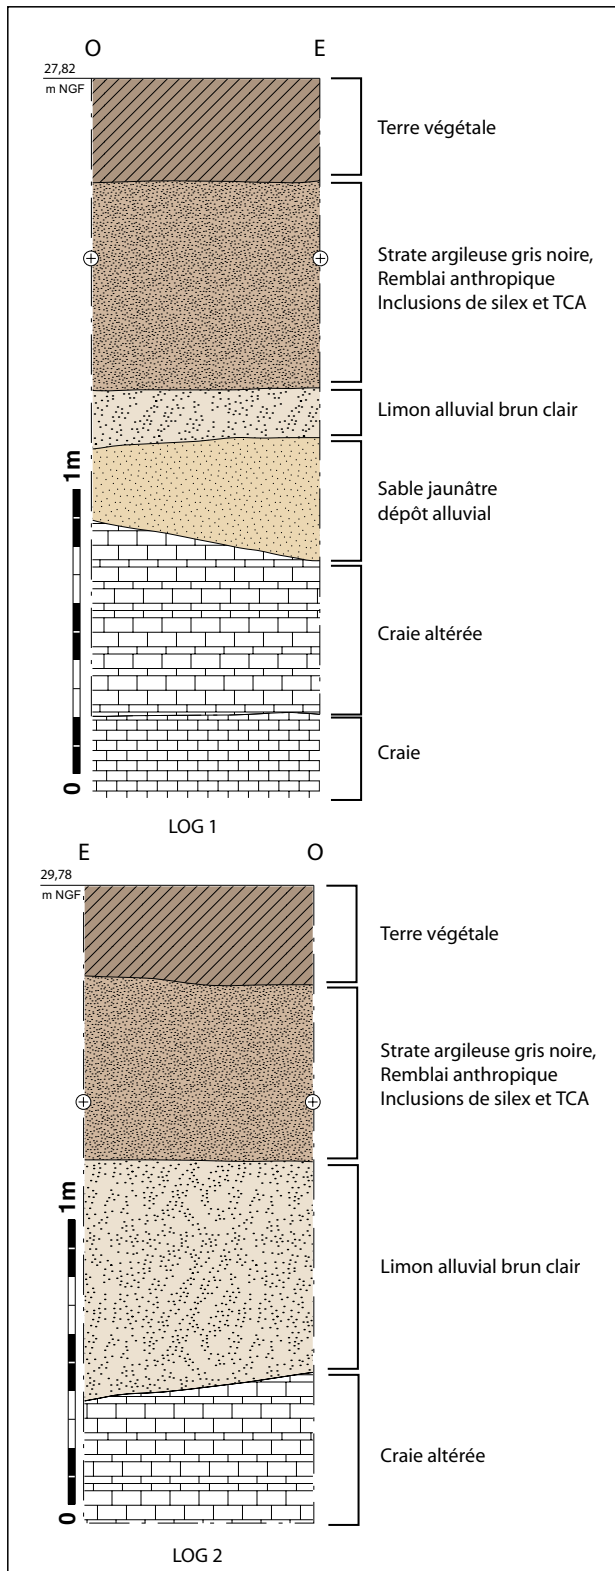 O E
27,82
m NGF
Terre végétale
Strate argileuse gris noire,
Remblai anthropique
Inclusions de silex et TCA
Limon alluvial brun clair
1m
Sable jaunâtre
dépôt alluvial
Craie altérée
Craie
0
LOG 1
E O
29,78
m NGF
Terre végétale
Strate argileuse gris noire,
Remblai anthropique
Inclusions de silex et TCA
1m
Limon alluvial brun clair
Craie altérée
0
LOG 2